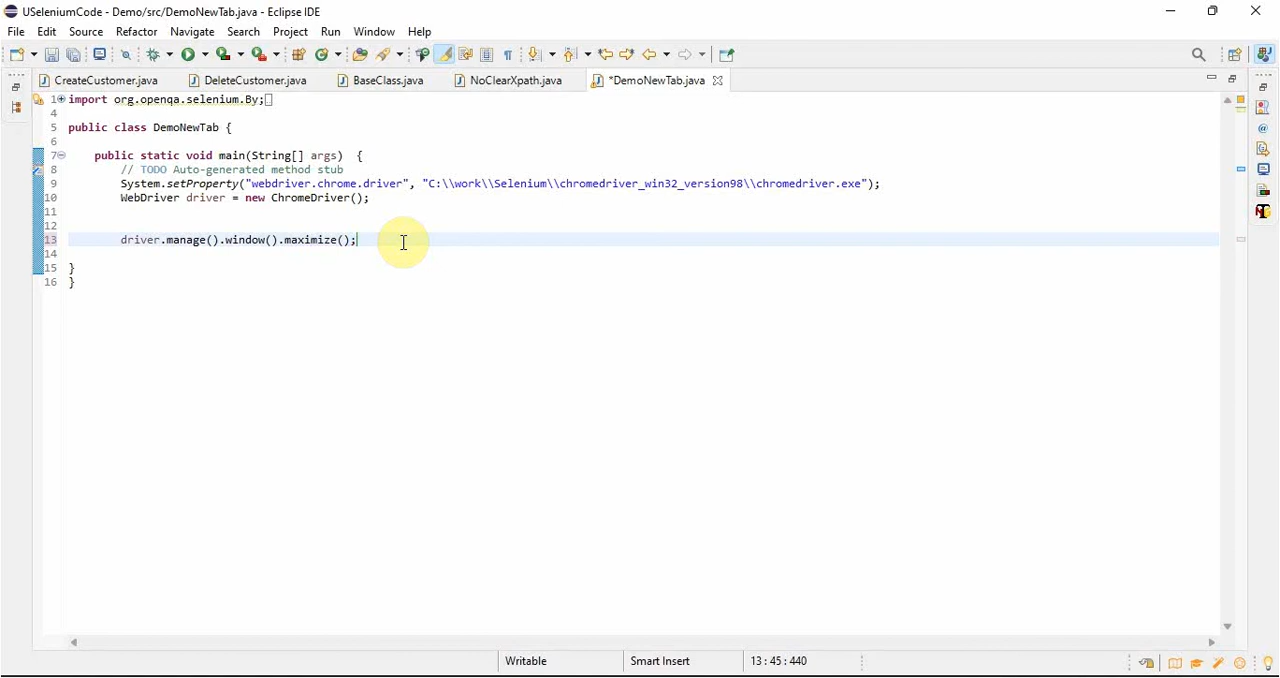 USeleniumCode - Demo/src/DemoNewTab.java - Eclipse IDE
File Edit Source Refactor Navigate Search Project Run Window Help
CreateCustomer.java DeleteCustomer.java BaseClass.java NoClearXpath.java *DemoNewTab.java
1 import org.openqa.selenium.By;
4
5 public class DemoNewTab {
6
7 public static void main(String[] args) {
8 // TODO Auto-generated method stub
9 System.setProperty("webdriver.chrome.driver", "C:\\work\\Selenium\\chromedriver_win32_version98\\chromedriver.exe");
10 WebDriver driver = new ChromeDriver();
11
12
13 driver.manage().window().maximize();
14
15 }
16 }
Writable Smart Insert 13 : 45 : 440